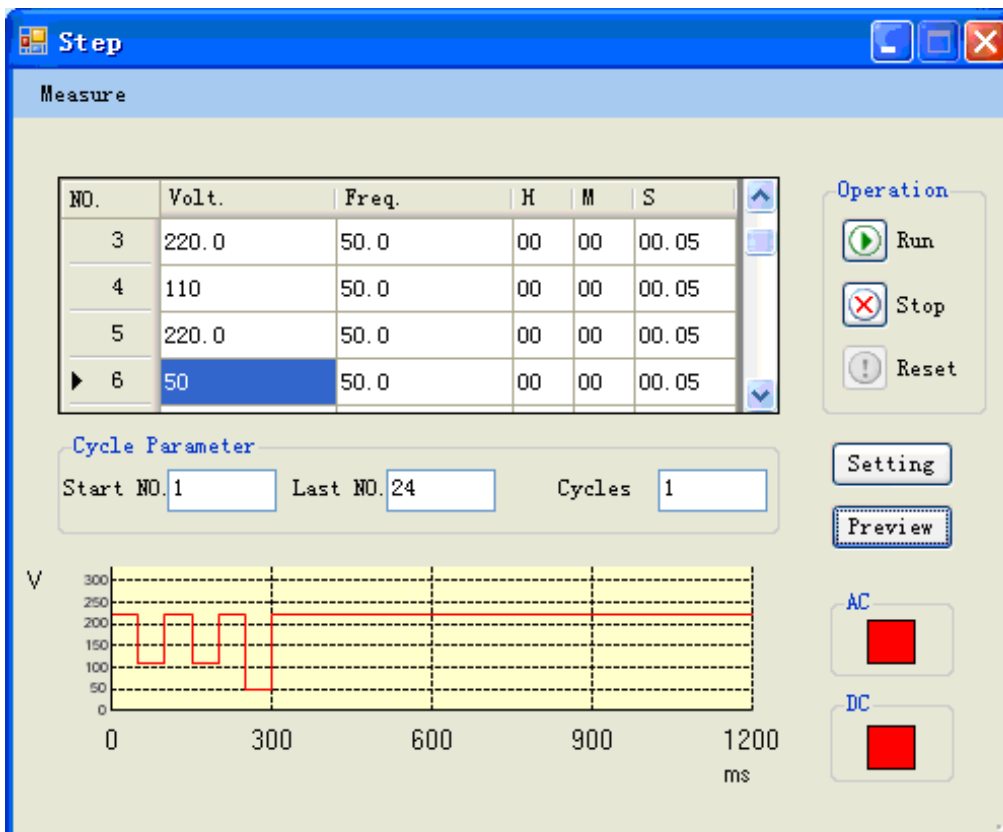 Step
Measure
NO. Volt. Freq. H M S
3 220.0 50.0 00 00 00.05
4 110 50.0 00 00 00.05
5 220.0 50.0 00 00 00.05
6 50 50.0 00 00 00.05
Operation
Run
Stop
Reset
Cycle Parameter
Start NO. 1 Last NO. 24 Cycles 1
Setting
Preview
V
300
250
200
150
100
50
0
0 300 600 900 1200
ms
AC
DC